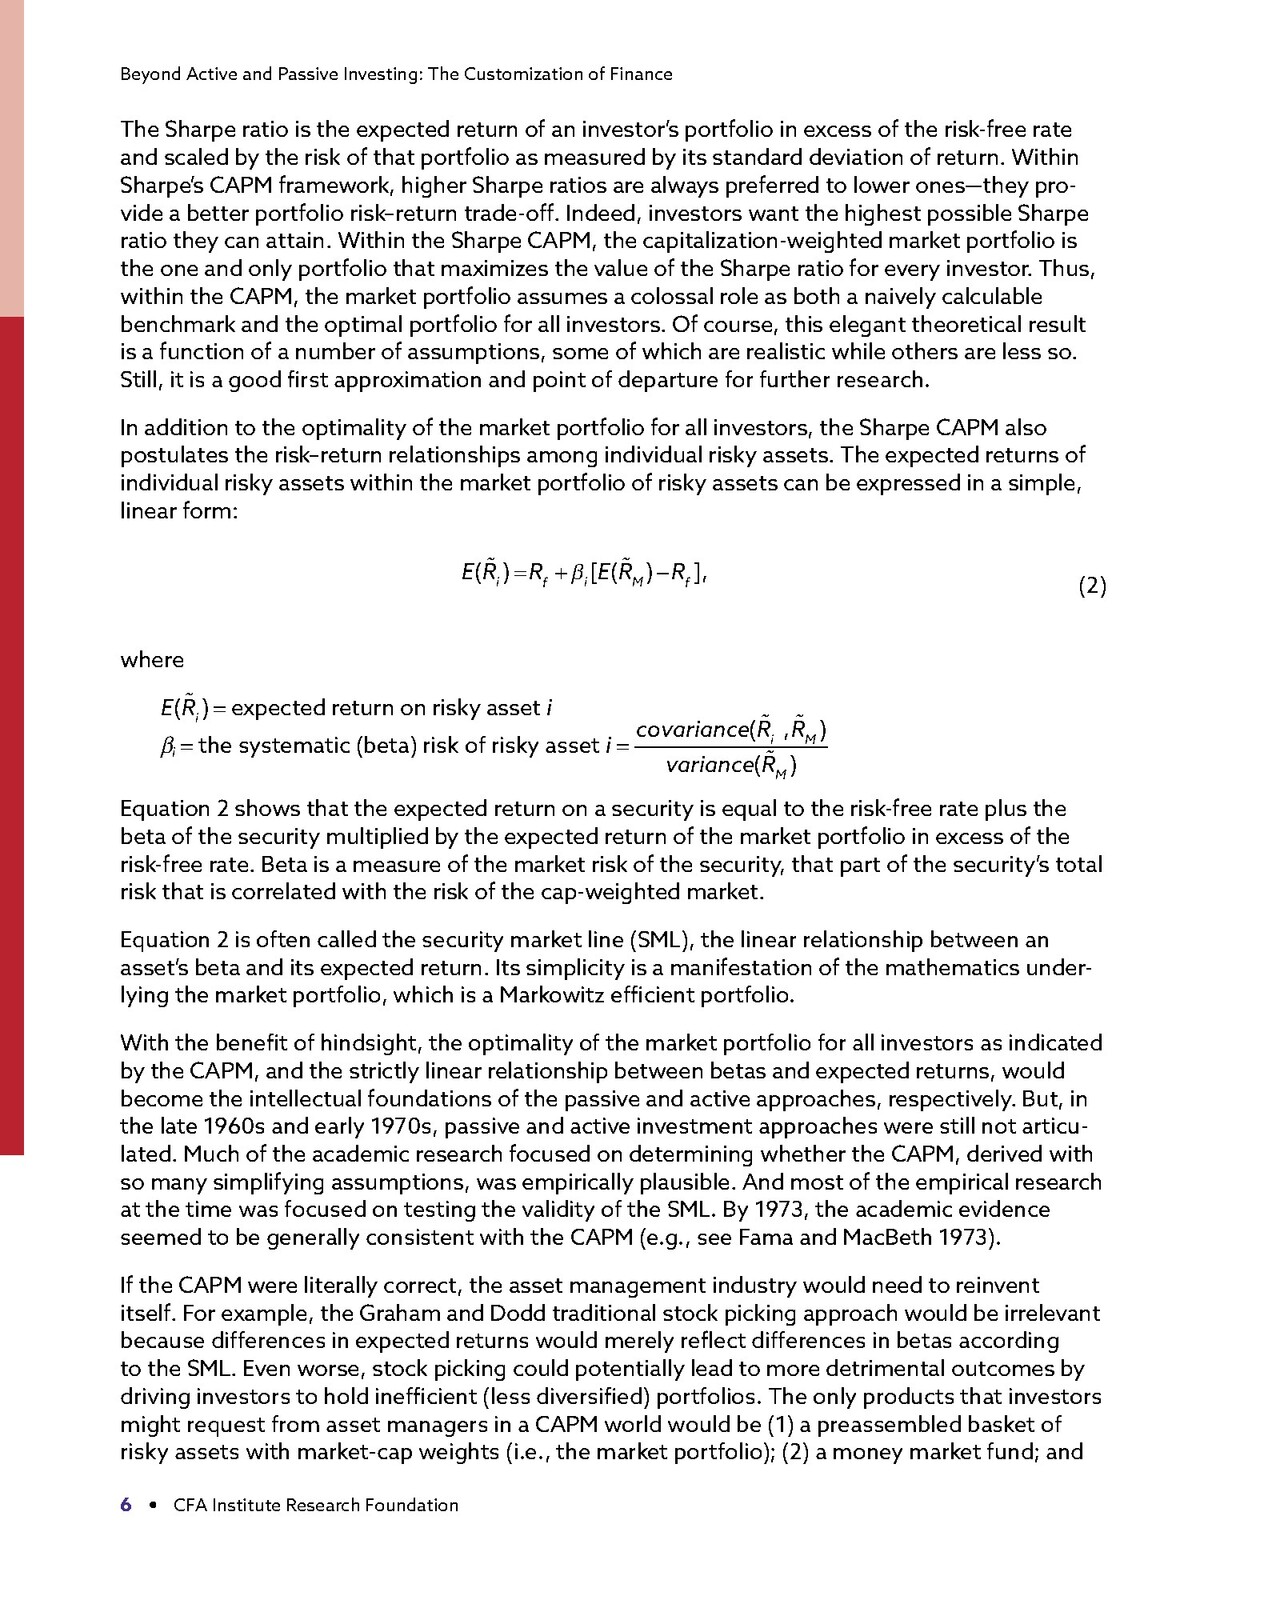 Beyond Active and Passive Investing: The Customization of Finance
The Sharpe ratio is the expected return of an investor’s portfolio in excess of the risk-free rate
and scaled by the risk of that portfolio as measured by its standard deviation of return. Within
Sharpe’s CAPM framework, higher Sharpe ratios are always preferred to lower ones—they pro-
vide a better portfolio risk–return trade-off. Indeed, investors want the highest possible Sharpe
ratio they can attain. Within the Sharpe CAPM, the capitalization-weighted market portfolio is
the one and only portfolio that maximizes the value of the Sharpe ratio for every investor. Thus,
within the CAPM, the market portfolio assumes a colossal role as both a naively calculable
benchmark and the optimal portfolio for all investors. Of course, this elegant theoretical result
is a function of a number of assumptions, some of which are realistic while others are less so.
Still, it is a good first approximation and point of departure for further research.
In addition to the optimality of the market portfolio for all investors, the Sharpe CAPM also
postulates the risk–return relationships among individual risky assets. The expected returns of
individual risky assets within the market portfolio of risky assets can be expressed in a simple,
linear form:
E(R̃_i) = R_f + β_i[E(R̃_M) − R_f],
(2)
where
E(R̃_i) = expected return on risky asset i
β_i = the systematic (beta) risk of risky asset i = covariance(R̃_i , R̃_M)
variance(R̃_M)
Equation 2 shows that the expected return on a security is equal to the risk-free rate plus the
beta of the security multiplied by the expected return of the market portfolio in excess of the
risk-free rate. Beta is a measure of the market risk of the security, that part of the security’s total
risk that is correlated with the risk of the cap-weighted market.
Equation 2 is often called the security market line (SML), the linear relationship between an
asset’s beta and its expected return. Its simplicity is a manifestation of the mathematics under-
lying the market portfolio, which is a Markowitz efficient portfolio.
With the benefit of hindsight, the optimality of the market portfolio for all investors as indicated
by the CAPM, and the strictly linear relationship between betas and expected returns, would
become the intellectual foundations of the passive and active approaches, respectively. But, in
the late 1960s and early 1970s, passive and active investment approaches were still not articu-
lated. Much of the academic research focused on determining whether the CAPM, derived with
so many simplifying assumptions, was empirically plausible. And most of the empirical research
at the time was focused on testing the validity of the SML. By 1973, the academic evidence
seemed to be generally consistent with the CAPM (e.g., see Fama and MacBeth 1973).
If the CAPM were literally correct, the asset management industry would need to reinvent
itself. For example, the Graham and Dodd traditional stock picking approach would be irrelevant
because differences in expected returns would merely reflect differences in betas according
to the SML. Even worse, stock picking could potentially lead to more detrimental outcomes by
driving investors to hold inefficient (less diversified) portfolios. The only products that investors
might request from asset managers in a CAPM world would be (1) a preassembled basket of
risky assets with market-cap weights (i.e., the market portfolio); (2) a money market fund; and
6 • CFA Institute Research Foundation